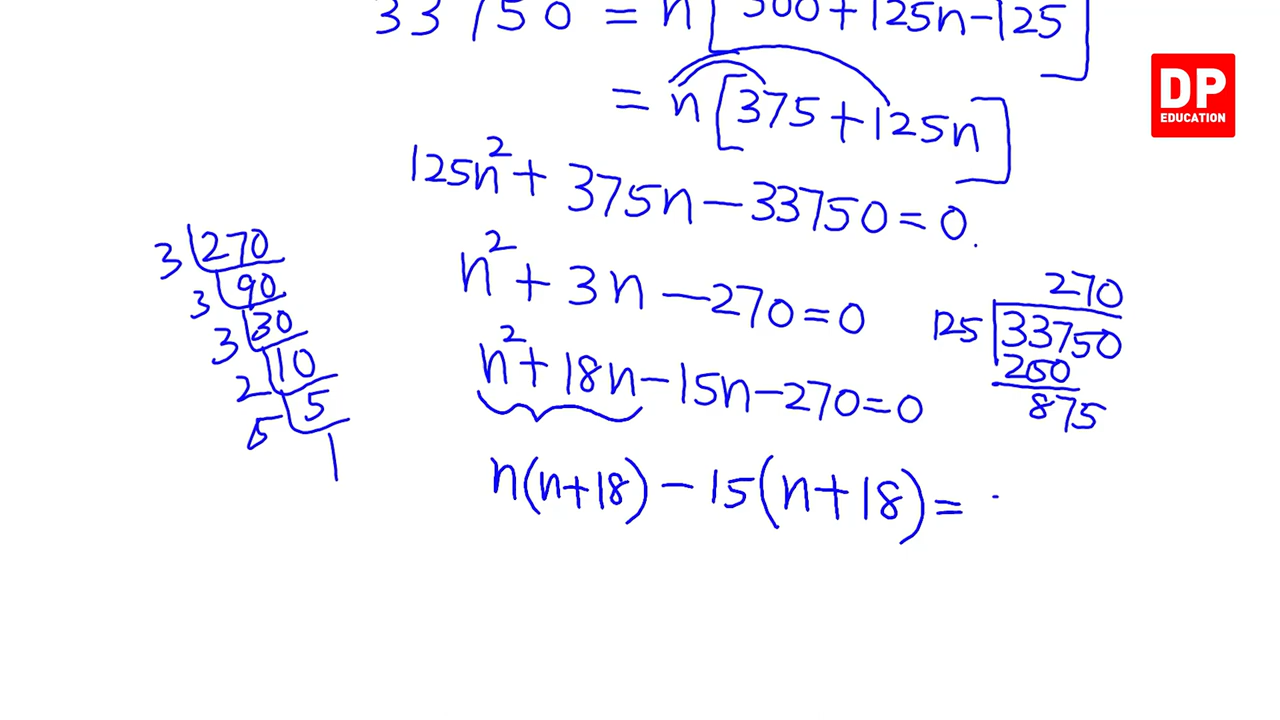 33750 = n[500+125n-125]
= n[375+125n]
125n²+ 375n-33750=0.
n²+ 3n-270=0
n²+ 18n-15n-270=0
n(n+18)-15(n+18)=
3 270
3 90
3 30
2 10
5 5
1
270
125 33750
250
875
DP
EDUCATION